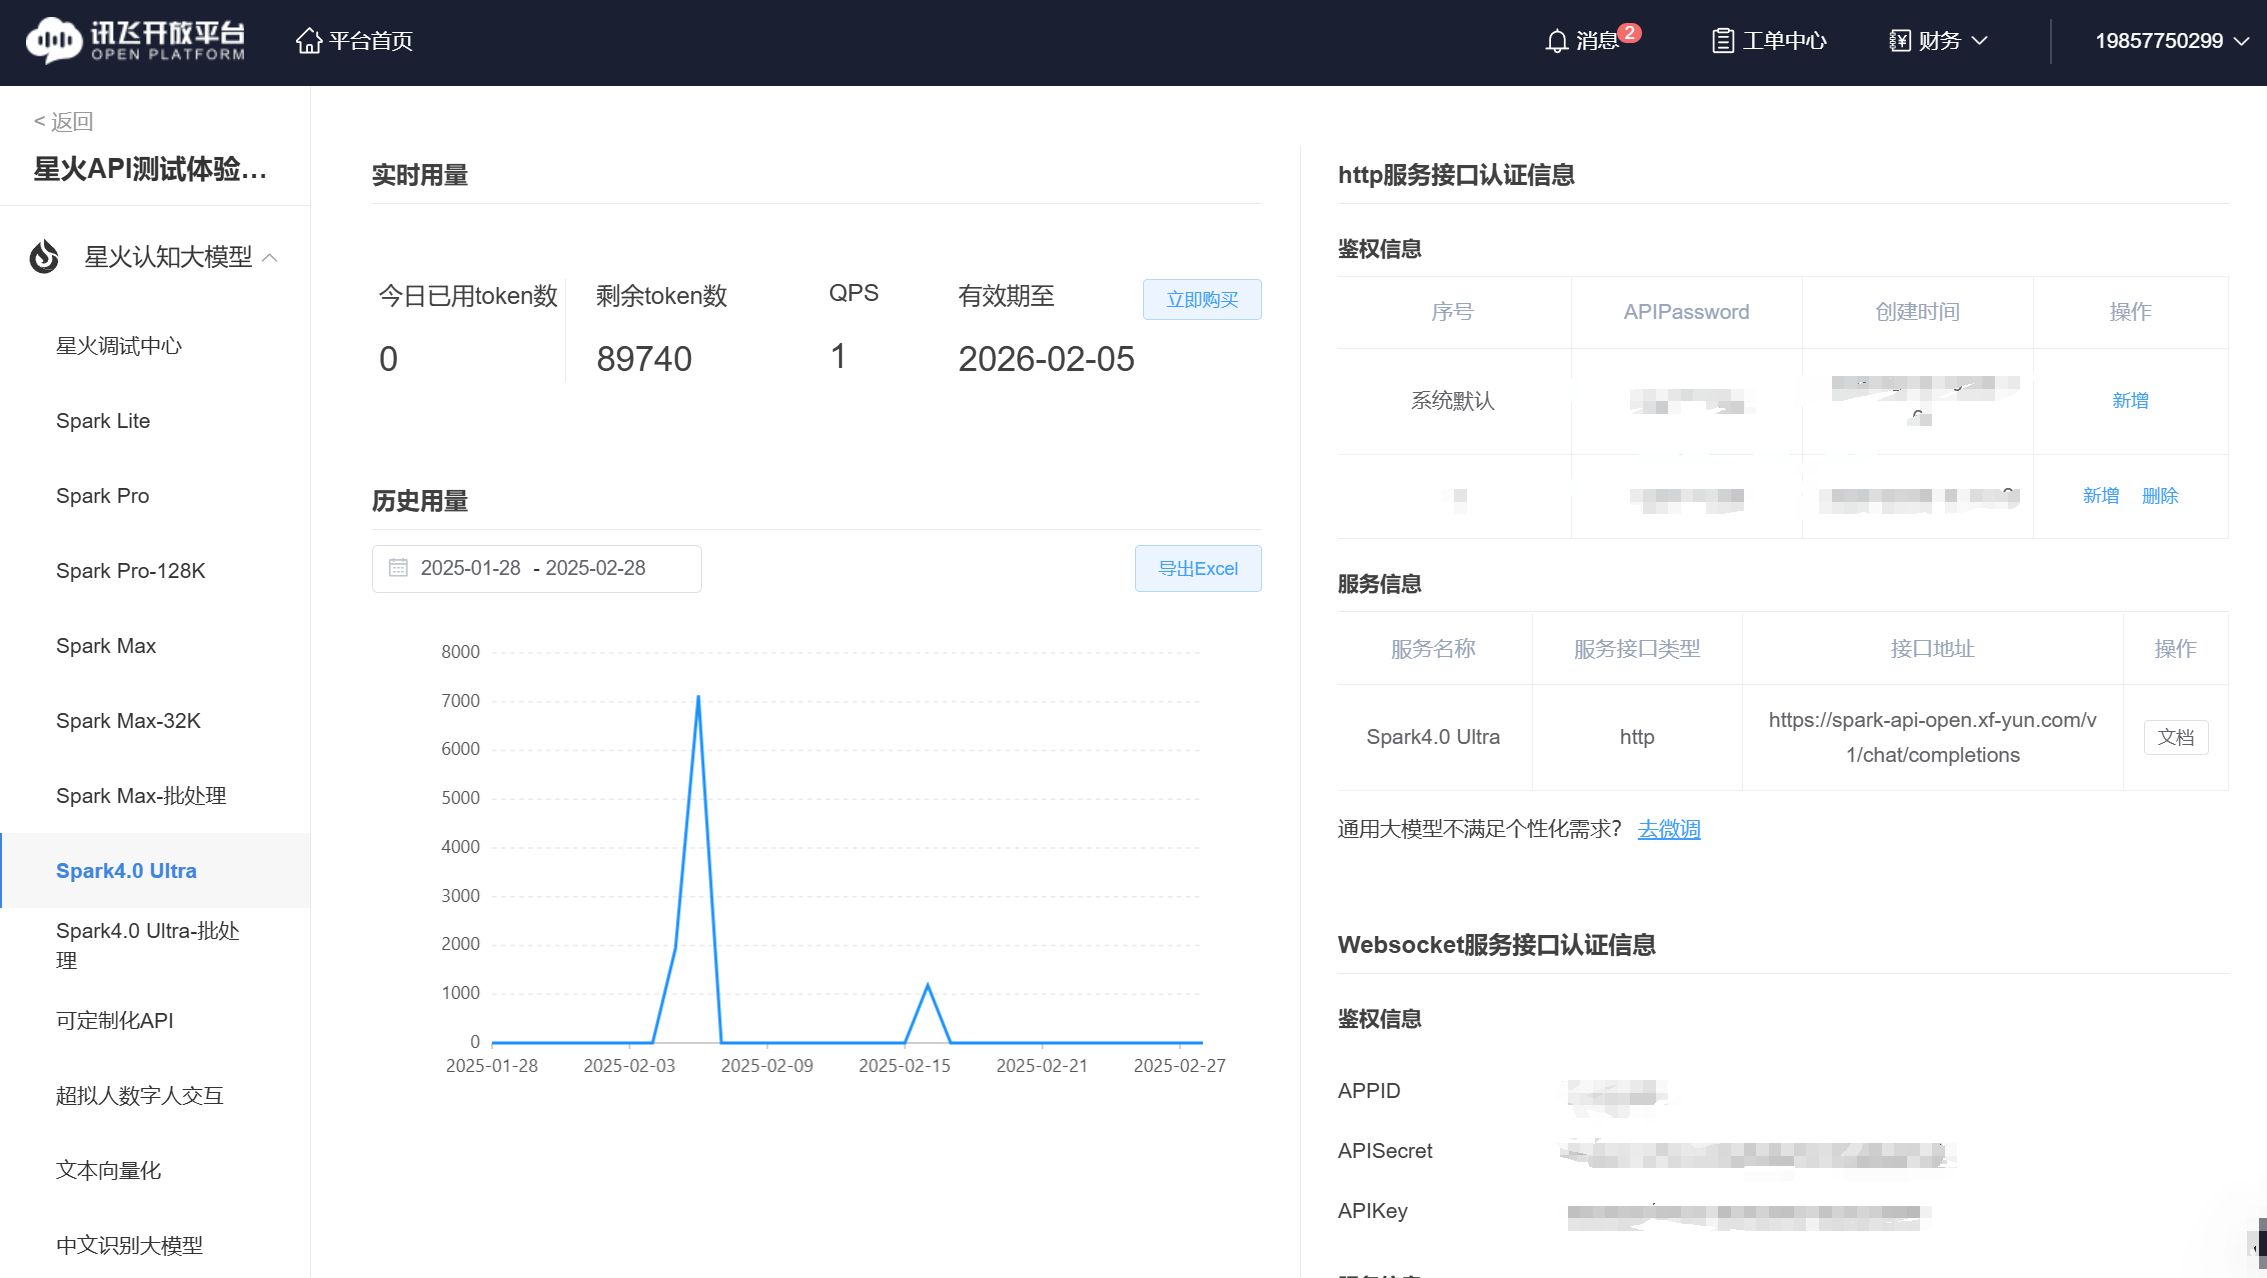 讯飞开放平台
OPEN PLATFORM
平台首页
消息 2
工单中心
财务
19857750299
< 返回
星火API测试体验...
星火认知大模型
星火调试中心
Spark Lite
Spark Pro
Spark Pro-128K
Spark Max
Spark Max-32K
Spark Max-批处理
Spark4.0 Ultra
Spark4.0 Ultra-批处
理
可定制化API
超拟人数字人交互
文本向量化
中文识别大模型
实时用量
今日已用token数 剩余token数 QPS 有效期至 立即购买
0 89740 1 2026-02-05
历史用量
2025-01-28 - 2025-02-28 导出Excel
8000
7000
6000
5000
4000
3000
2000
1000
0
2025-01-28 2025-02-03 2025-02-09 2025-02-15 2025-02-21 2025-02-27
http服务接口认证信息
鉴权信息
序号 APIPassword 创建时间 操作
系统默认 新增
新增 删除
服务信息
服务名称 服务接口类型 接口地址 操作
Spark4.0 Ultra http https://spark-api-open.xf-yun.com/v
1/chat/completions 文档
通用大模型不满足个性化需求? 去微调
Websocket服务接口认证信息
鉴权信息
APPID
APISecret
APIKey